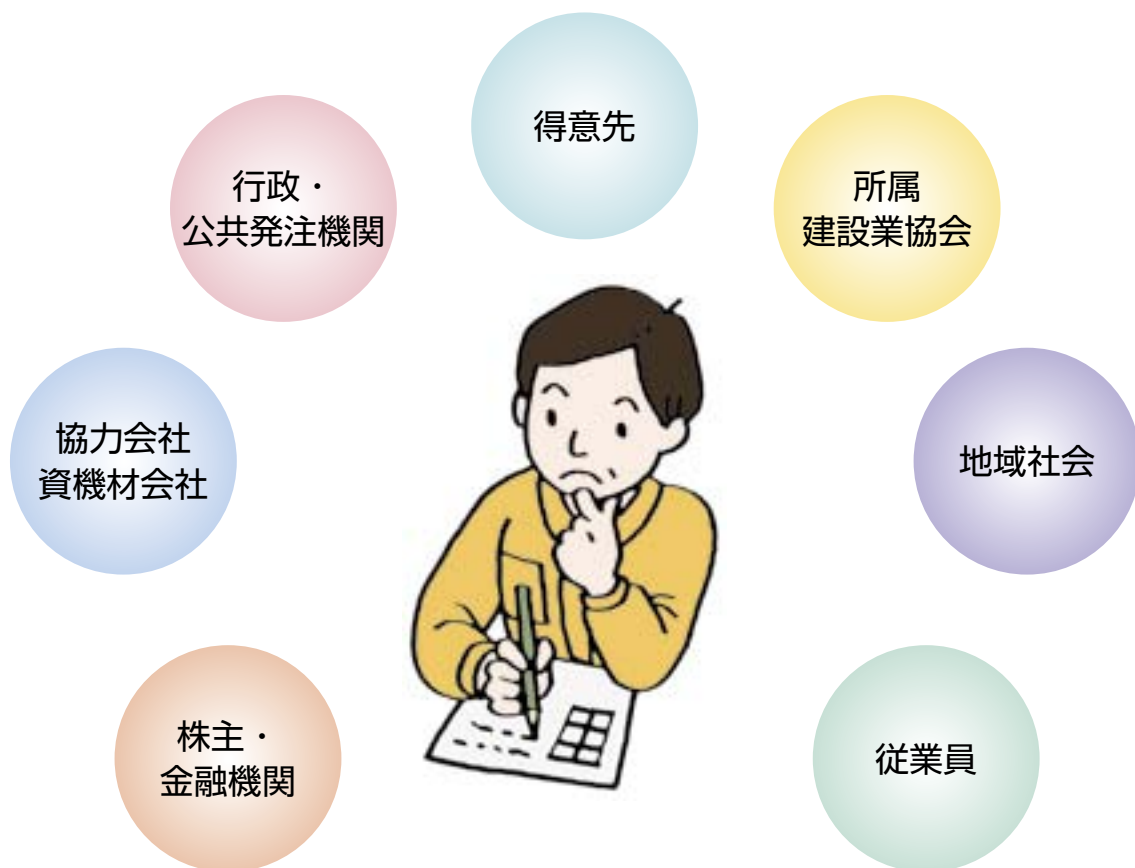 得意先
行政・
公共発注機関
所属
建設業協会
協力会社
資機材会社
地域社会
株主・
金融機関
従業員